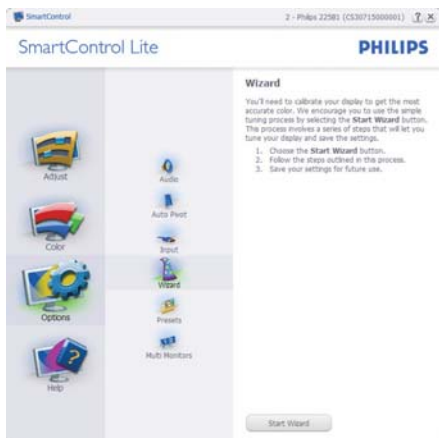 SmartControl
2 - Philips 225B1 (CS30715000001)
SmartControl Lite
PHILIPS
Adjust
Color
Options
Help
Audio
Auto Pivot
Input
Wizard
Presets
Multi Monitors
Wizard
You'll need to calibrate your display to get the most
accurate color. We encourage you to use the simple
tuning process by selecting the Start Wizard button.
This process involves a series of steps that will let you
tune your display and save the settings.
1. Choose the Start Wizard button.
2. Follow the steps outlined in this process.
3. Save your settings for future use.
Start Wizard